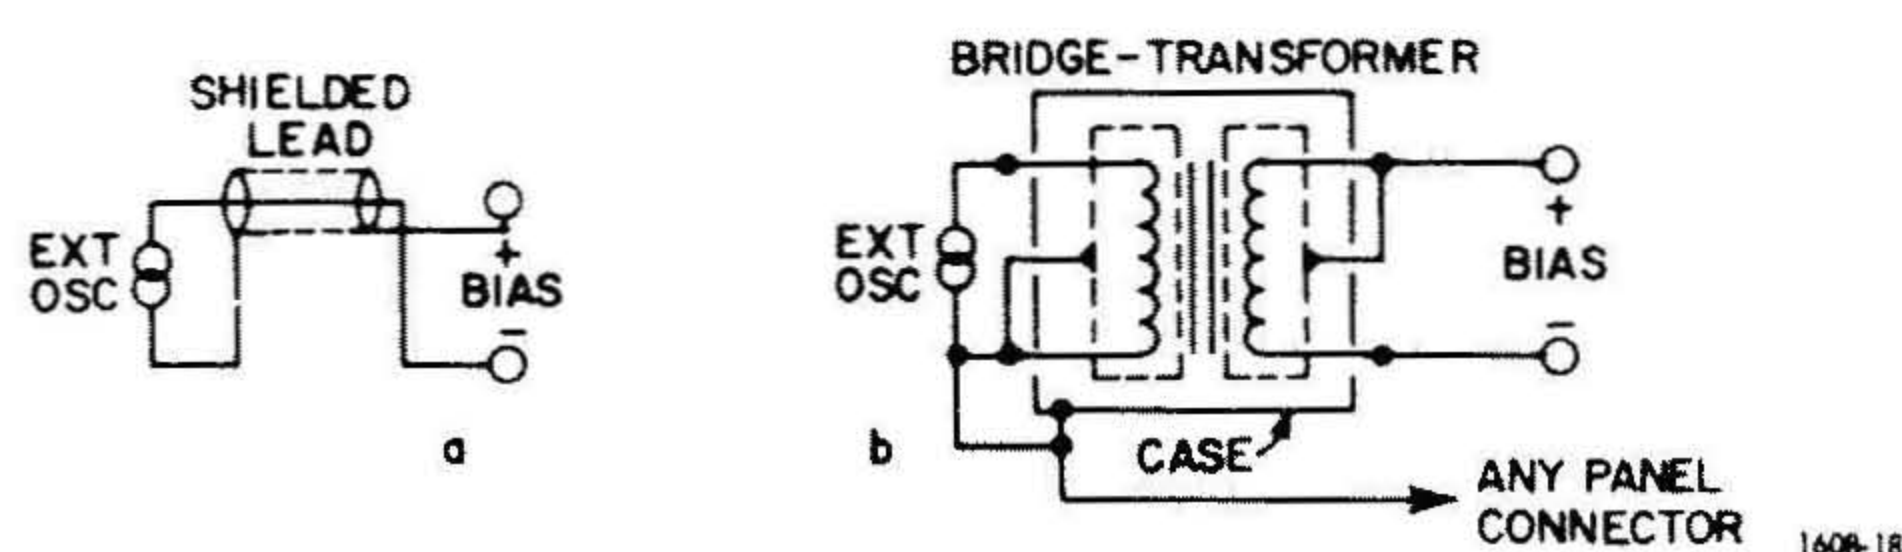 SHIELDED
LEAD
EXT
OSC
+
BIAS
−
a
BRIDGE-TRANSFORMER
EXT
OSC
+
BIAS
−
b
CASE
ANY PANEL
CONNECTOR